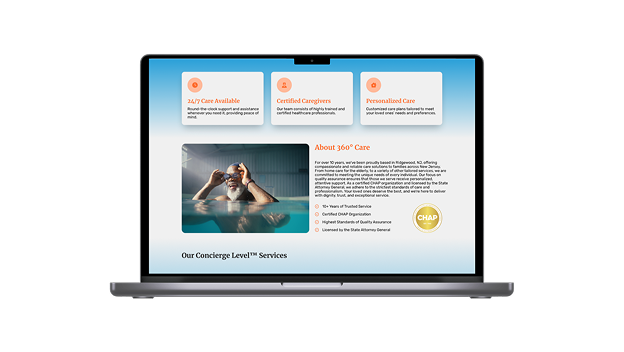 24/7 Care Available
Round-the-clock support and assistance
whenever you need it, providing peace of
mind.
Certified Caregivers
Our team consists of highly trained and
certified healthcare professionals.
Personalized Care
Customized care plans tailored to meet
your loved ones' needs and preferences.
About 360° Care
For over 10 years, we've been proudly based in Ridgewood, NJ, offering
compassionate and reliable care solutions to families across New Jersey.
From home care for the elderly, to a variety of other tailored services, we are
committed to meeting the unique needs of every individual. Our focus on
quality assurance ensures that those we serve receive personalized
attentive support. As a certified CHAP organization and licensed by the State
Attorney General, we adhere to the strictest standards of care and
professionalism. Your loved ones deserve the best, and we're here to deliver
with dignity, trust, and exceptional service.
10+ Years of Trusted Service
Certified CHAP Organization
Highest Standards of Quality Assurance
Licensed by the State Attorney General
CHAP
Our Concierge Level™ Services